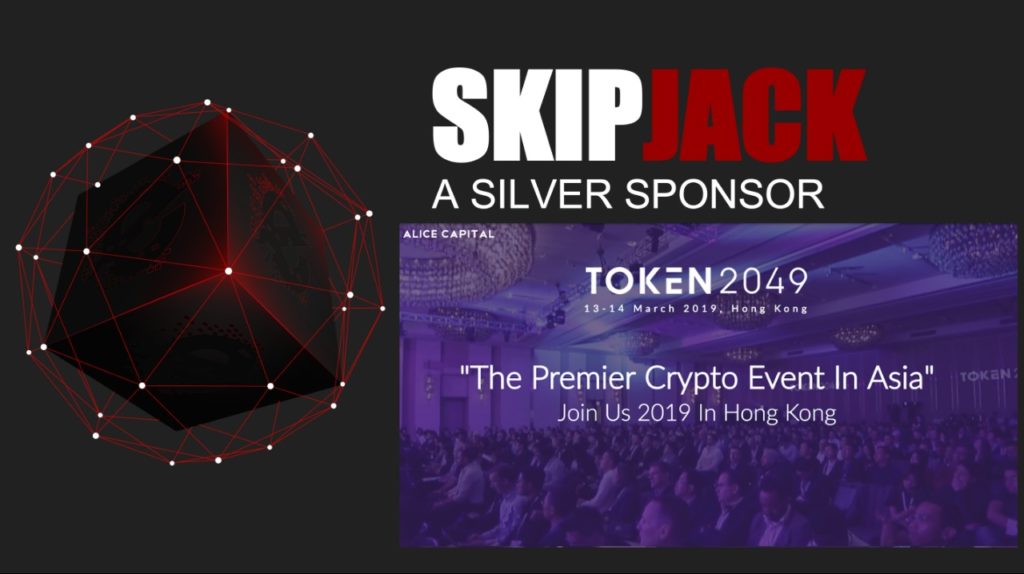 SKIPJACK
A SILVER SPONSOR
ALICE CAPITAL
TOKEN2049
13-14 March 2019, Hong Kong
"The Premier Crypto Event In Asia"
Join Us 2019 In Hong Kong
TOKEN 2